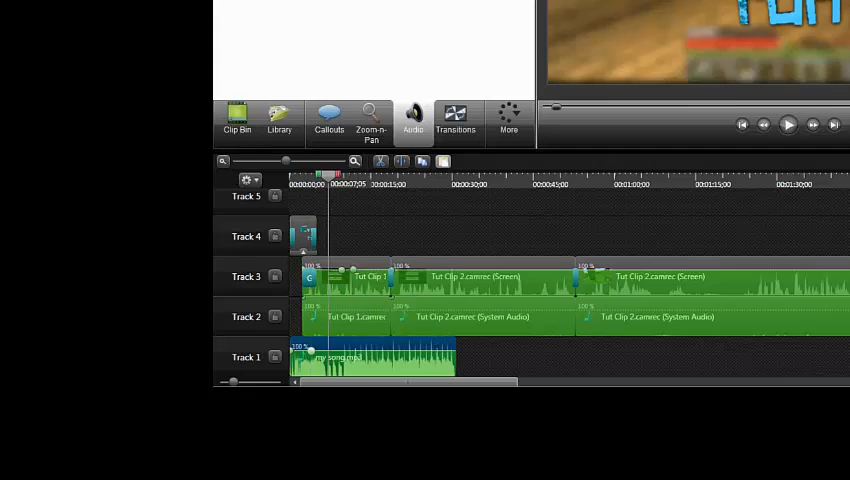 Clip Bin
Library
Callouts
Zoom-n-
Pan
Audio
Transitions
More
00:00:00;00
00:00:07;05
00:00:15;00
00:00:30;00
00:00:45;00
00:01:00;00
00:01:15;00
00:01:30;00
Track 5
Track 4
Track 3
100 %
Tut Clip 1
100 %
Tut Clip 2.camrec (Screen)
100 %
Tut Clip 2.camrec (Screen)
Track 2
100 %
Tut Clip 1.camrec
100 %
Tut Clip 2.camrec (System Audio)
100 %
Tut Clip 2.camrec (System Audio)
Track 1
100 %
my song.mp3